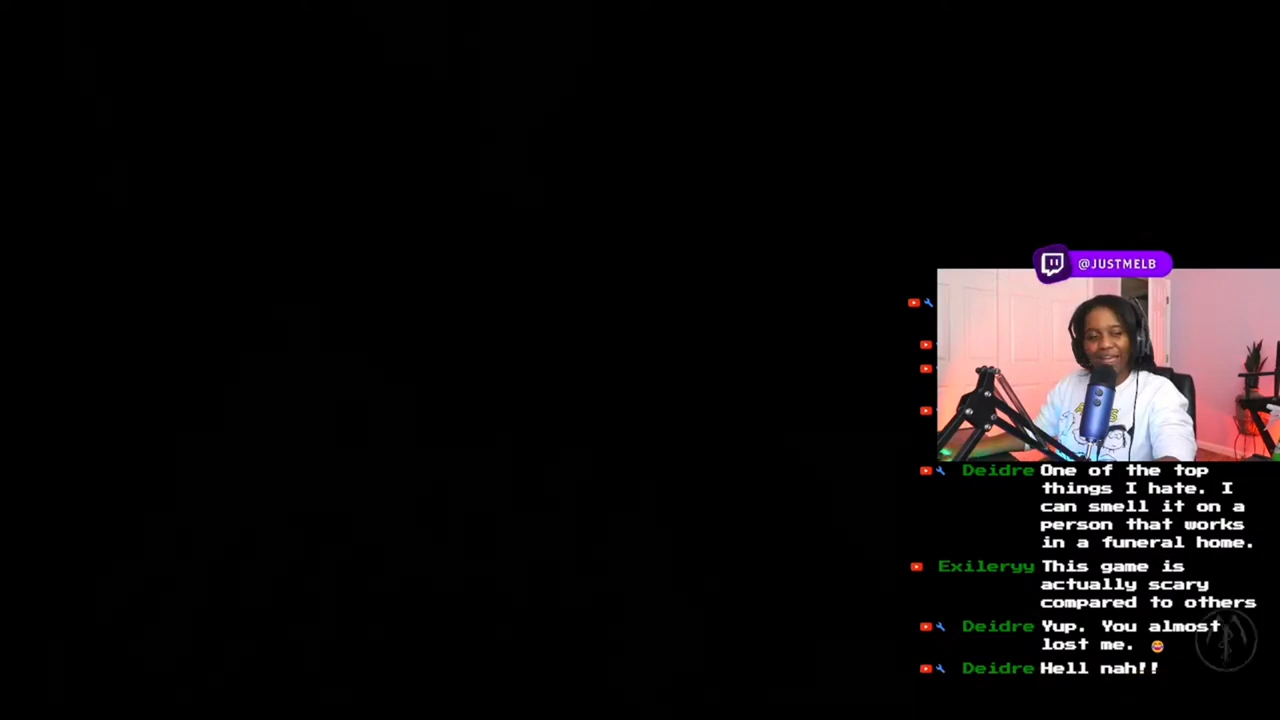 @JUSTMELB
Deidre One of the top
things I hate. I
can smell it on a
person that works
in a funeral home.
Exileryy This game is
actually scary
compared to others
Deidre Yup. You almost
lost me. 😂
Deidre Hell nah!!